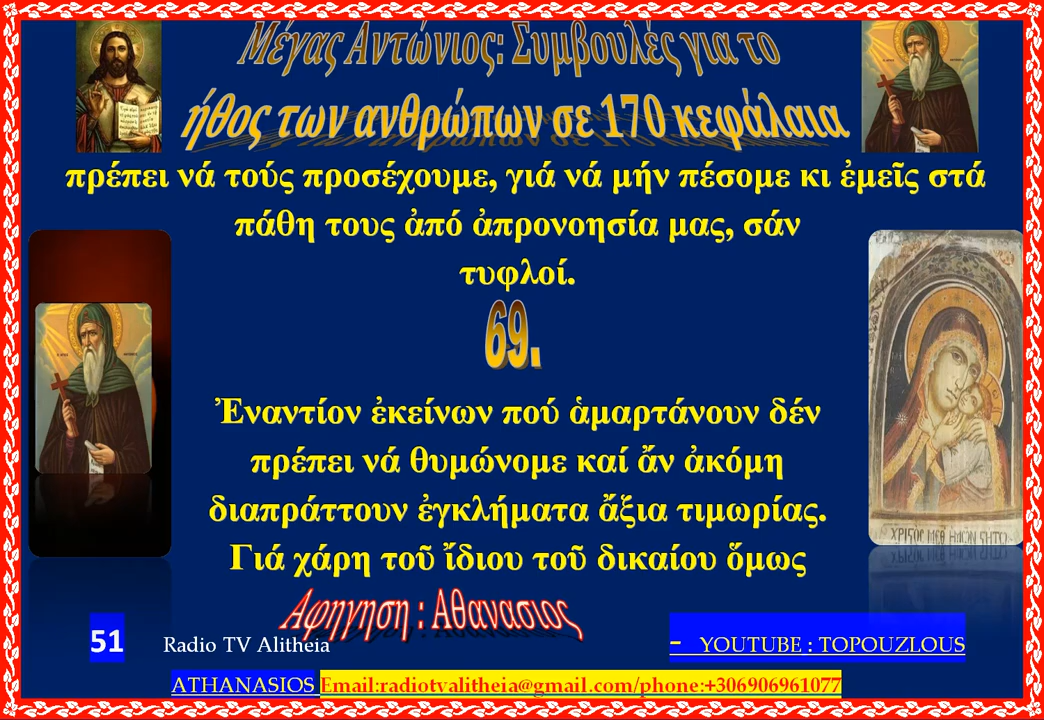 Μέγας Αντώνιος: Συμβουλές για το
ήθος των ανθρώπων σε 170 κεφάλαια
πρέπει νά τούς προσέχουμε, γιά νά μήν πέσομε κι ἐμεῖς στά
πάθη τους ἀπό ἀπρονοησία μας, σάν
τυφλοί.
69.
Ἐναντίον ἐκείνων πού ἁμαρτάνουν δέν
πρέπει νά θυμώνομε καί ἄν ἀκόμη
διαπράττουν ἐγκλήματα ἄξια τιμωρίας.
Γιά χάρη τοῦ ἴδιου τοῦ δικαίου ὅμως
Αφηγηση : Αθανασιος
51 Radio TV Alitheia - YOUTUBE : TOPOUZLOUS
ATHANASIOS Email:radiotvalitheia@gmail.com/phone:+306906961077